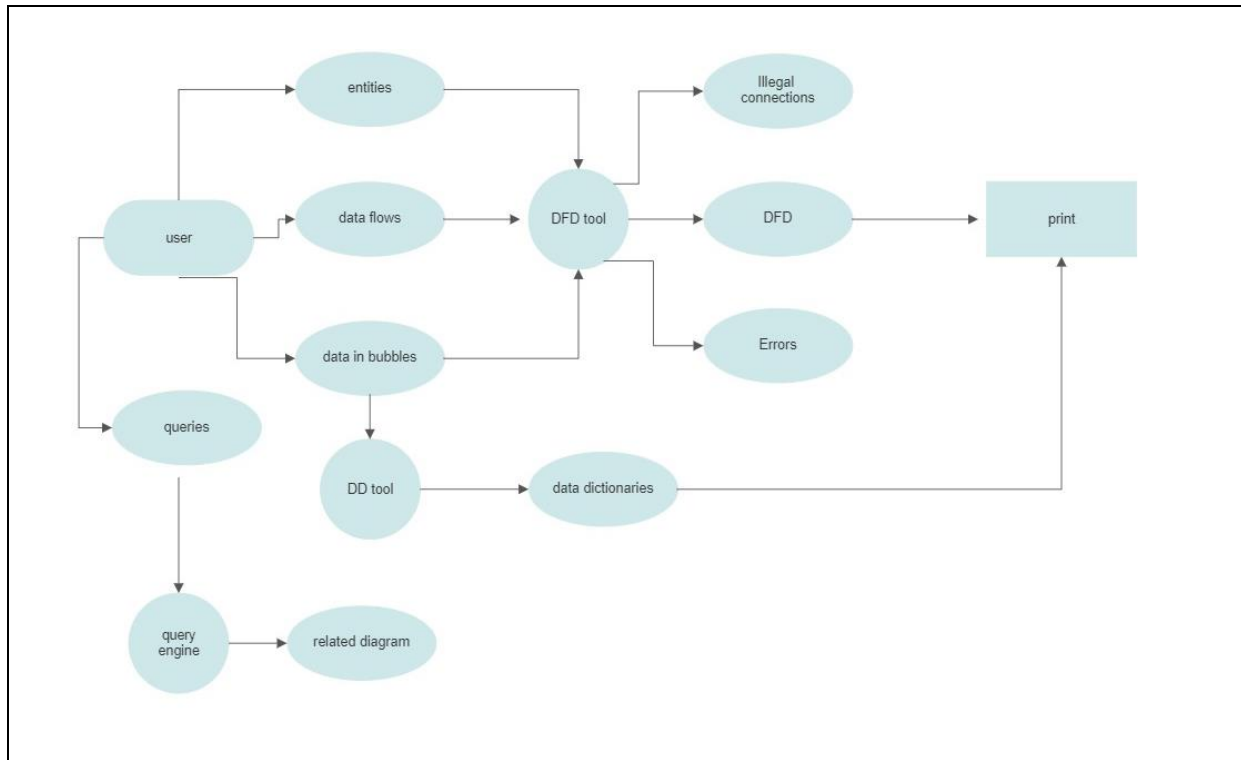 entities
Illegal
connections
user
data flows
DFD tool
DFD
print
data in bubbles
Errors
queries
DD tool
data dictionaries
query
engine
related diagram